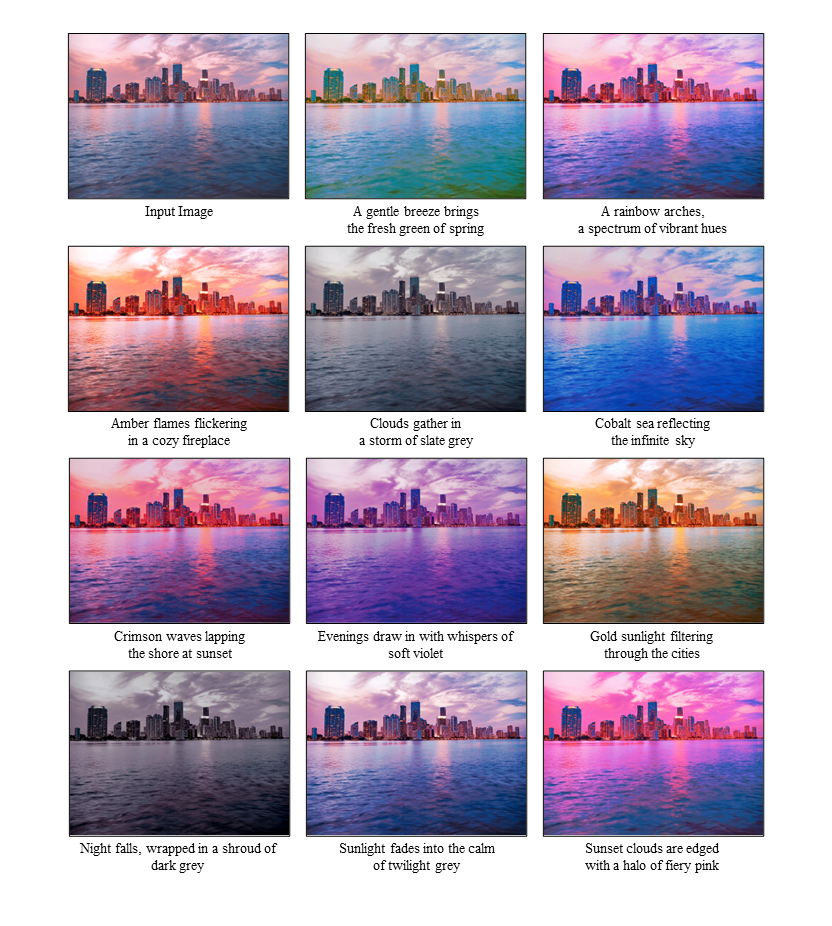 Input Image
A gentle breeze brings
the fresh green of spring
A rainbow arches,
a spectrum of vibrant hues
Amber flames flickering
in a cozy fireplace
Clouds gather in
a storm of slate grey
Cobalt sea reflecting
the infinite sky
Crimson waves lapping
the shore at sunset
Evenings draw in with whispers of
soft violet
Gold sunlight filtering
through the cities
Night falls, wrapped in a shroud of
dark grey
Sunlight fades into the calm
of twilight grey
Sunset clouds are edged
with a halo of fiery pink